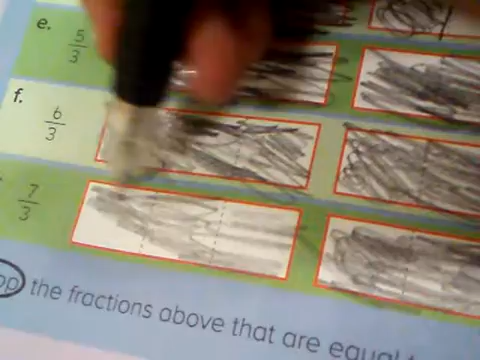 e. 5/3
f. 6/3
7/3
the fractions above that are equal